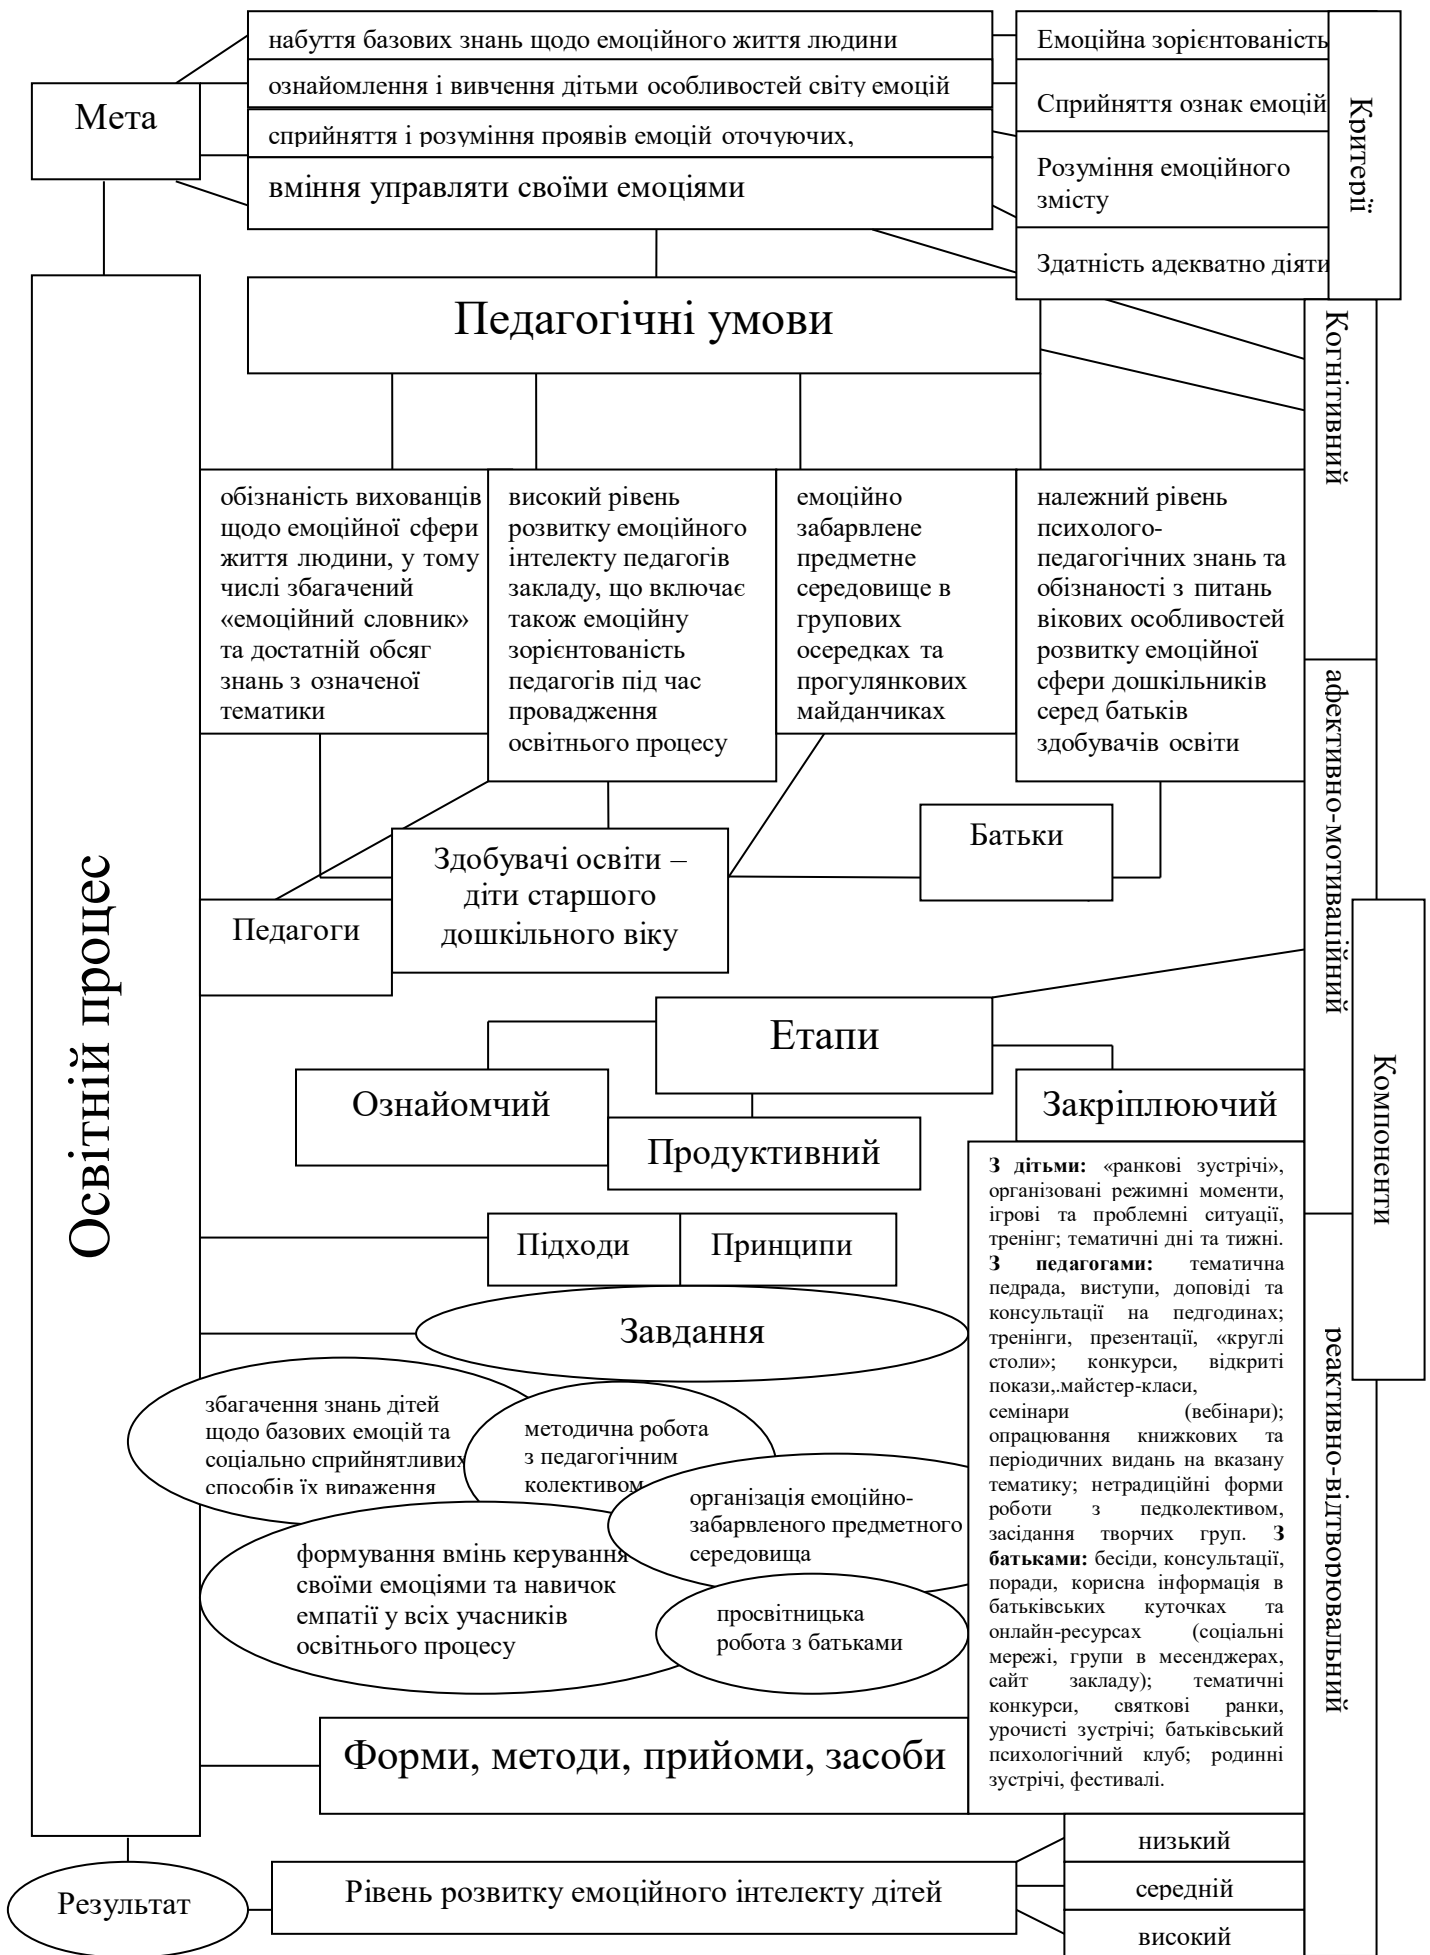 набуття базових знань щодо емоційного життя людини
ознайомлення і вивчення дітьми особливостей світу емоцій
сприйняття і розуміння проявів емоцій оточуючих,
вміння управляти своїми емоціями
Мета
Емоційна зорієнтованість
Сприйняття ознак емоцій
Розуміння емоційного
змісту
Здатність адекватно діяти
Критерії
Педагогічні умови
Когнітивний
обізнаність вихованців
щодо емоційної сфери
життя людини, у тому
числі збагачений
«емоційний словник»
та достатній обсяг
знань з означеної
тематики
високий рівень
розвитку емоційного
інтелекту педагогів
закладу, що включає
також емоційну
зорієнтованість
педагогів під час
провадження
освітнього процесу
емоційно
забарвлене
предметне
середовище в
групових
осередках та
прогулянкових
майданчиках
належний рівень
психолого-
педагогічних знань та
обізнаності з питань
вікових особливостей
розвитку емоційної
сфери дошкільників
серед батьків
здобувачів освіти
афективно-мотиваційний
Освітній процес
Педагоги
Здобувачі освіти –
діти старшого
дошкільного віку
Батьки
Етапи
Ознайомчий
Продуктивний
Закріплюючий
Компоненти
Підходи
Принципи
Завдання
збагачення знань дітей
щодо базових емоцій та
соціально сприйнятливих
способів їх вираження
методична робота
з педагогічним
колективом
організація емоційно-
забарвленого предметного
середовища
формування вмінь керування
своїми емоціями та навичок
емпатії у всіх учасників
освітнього процесу
просвітницька
робота з батьками
З дітьми: «ранкові зустрічі»,
організовані режимні моменти,
ігрові та проблемні ситуації,
тренінг; тематичні дні та тижні.
З педагогами: тематична
педрада, виступи, доповіді та
консультації на педгодинах;
тренінги, презентації, «круглі
столи»; конкурси, відкриті
покази,.майстер-класи,
семінари (вебінари);
опрацювання книжкових та
періодичних видань на вказану
тематику; нетрадиційні форми
роботи з педколективом,
засідання творчих груп. З
батьками: бесіди, консультації,
поради, корисна інформація в
батьківських куточках та
онлайн-ресурсах (соціальні
мережі, групи в месенджерах,
сайт закладу); тематичні
конкурси, святкові ранки,
урочисті зустрічі; батьківський
психологічний клуб; родинні
зустрічі, фестивалі.
реактивно-відтворювальний
Форми, методи, прийоми, засоби
Результат
Рівень розвитку емоційного інтелекту дітей
низький
середній
високий